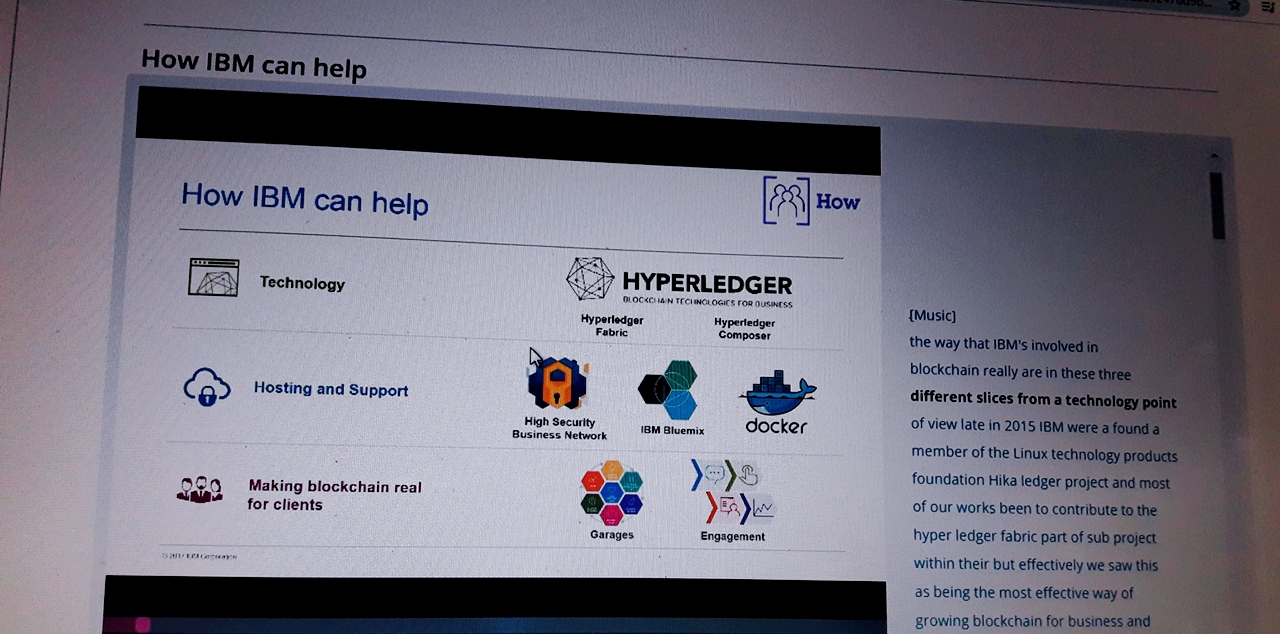 How IBM can help
How IBM can help
How
Technology
HYPERLEDGER
BLOCKCHAIN TECHNOLOGIES FOR BUSINESS
Hyperledger
Fabric
Hyperledger
Composer
Hosting and Support
High Security
Business Network
IBM Bluemix
docker
Making blockchain real
for clients
Garages
Engagement
© 2017 IBM Corporation
[Music]
the way that IBM's involved in
blockchain really are in these three
different slices from a technology point
of view late in 2015 IBM were a found a
member of the Linux technology products
foundation Hika ledger project and most
of our works been to contribute to the
hyper ledger fabric part of sub project
within their but effectively we saw this
as being the most effective way of
growing blockchain for business and